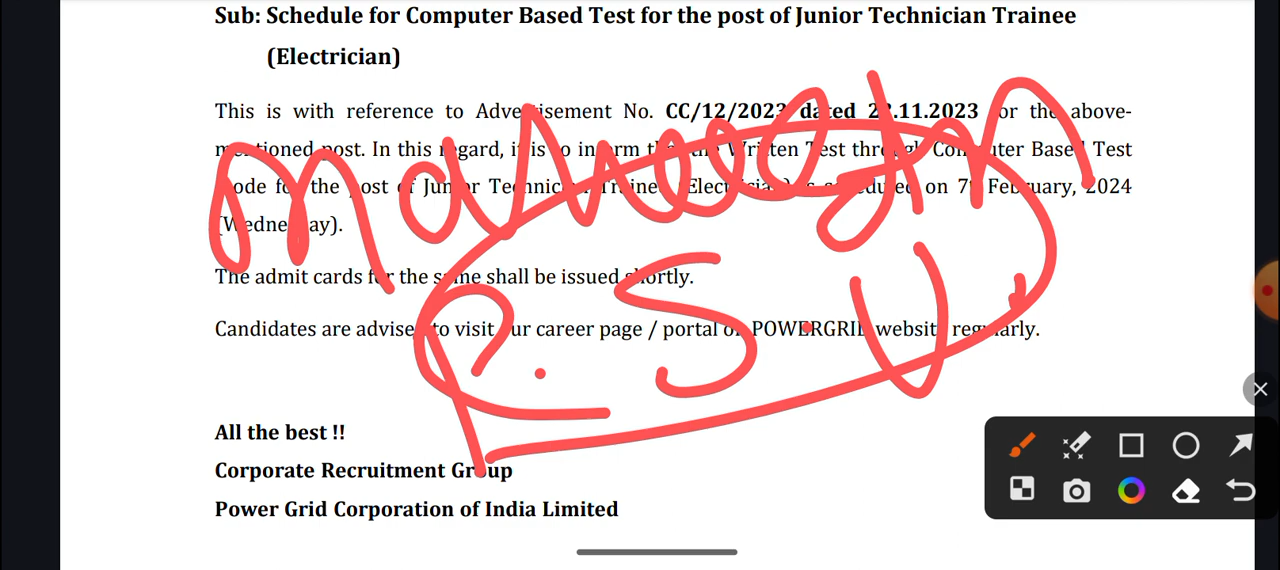 Sub: Schedule for Computer Based Test for the post of Junior Technician Trainee
(Electrician)
This is with reference to Advertisement No. CC/12/2023 dated 22.11.2023 for the above-
mentioned post. In this regard, it is to inform that the Written Test through Computer Based Test
mode for the post of Junior Technician Trainee (Electrician) is scheduled on 7th February, 2024
(Wednesday).
The admit cards for the same shall be issued shortly.
Candidates are advised to visit our career page / portal on POWERGRID website regularly.
P. S. U.
All the best !!
Corporate Recruitment Group
Power Grid Corporation of India Limited